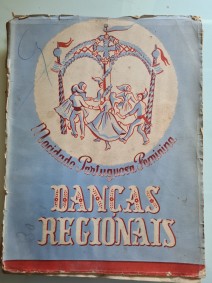 Mocidade Portuguesa Feminina
DANÇAS
REGIONAIS